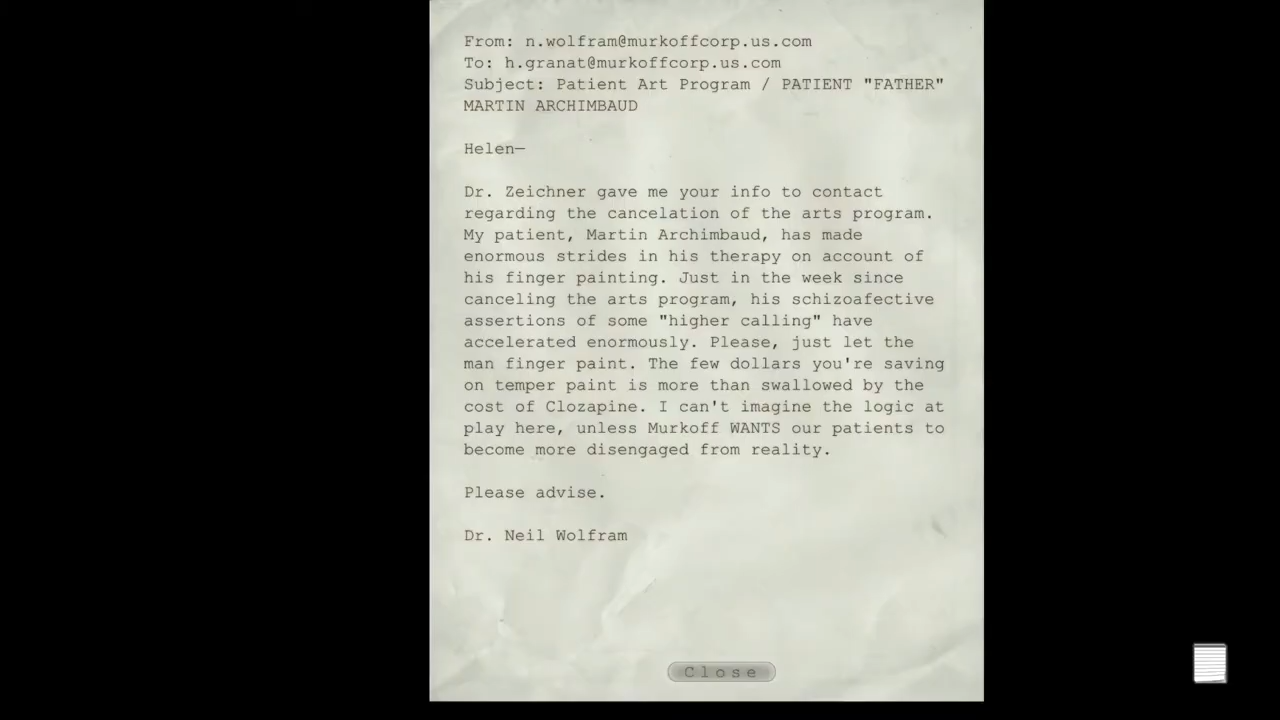 From: n.wolfram@murkoffcorp.us.com
To: h.granat@murkoffcorp.us.com
Subject: Patient Art Program / PATIENT "FATHER"
MARTIN ARCHIMBAUD
Helen—
Dr. Zeichner gave me your info to contact
regarding the cancelation of the arts program.
My patient, Martin Archimbaud, has made
enormous strides in his therapy on account of
his finger painting. Just in the week since
canceling the arts program, his schizoafective
assertions of some "higher calling" have
accelerated enormously. Please, just let the
man finger paint. The few dollars you're saving
on temper paint is more than swallowed by the
cost of Clozapine. I can't imagine the logic at
play here, unless Murkoff WANTS our patients to
become more disengaged from reality.
Please advise.
Dr. Neil Wolfram
Close